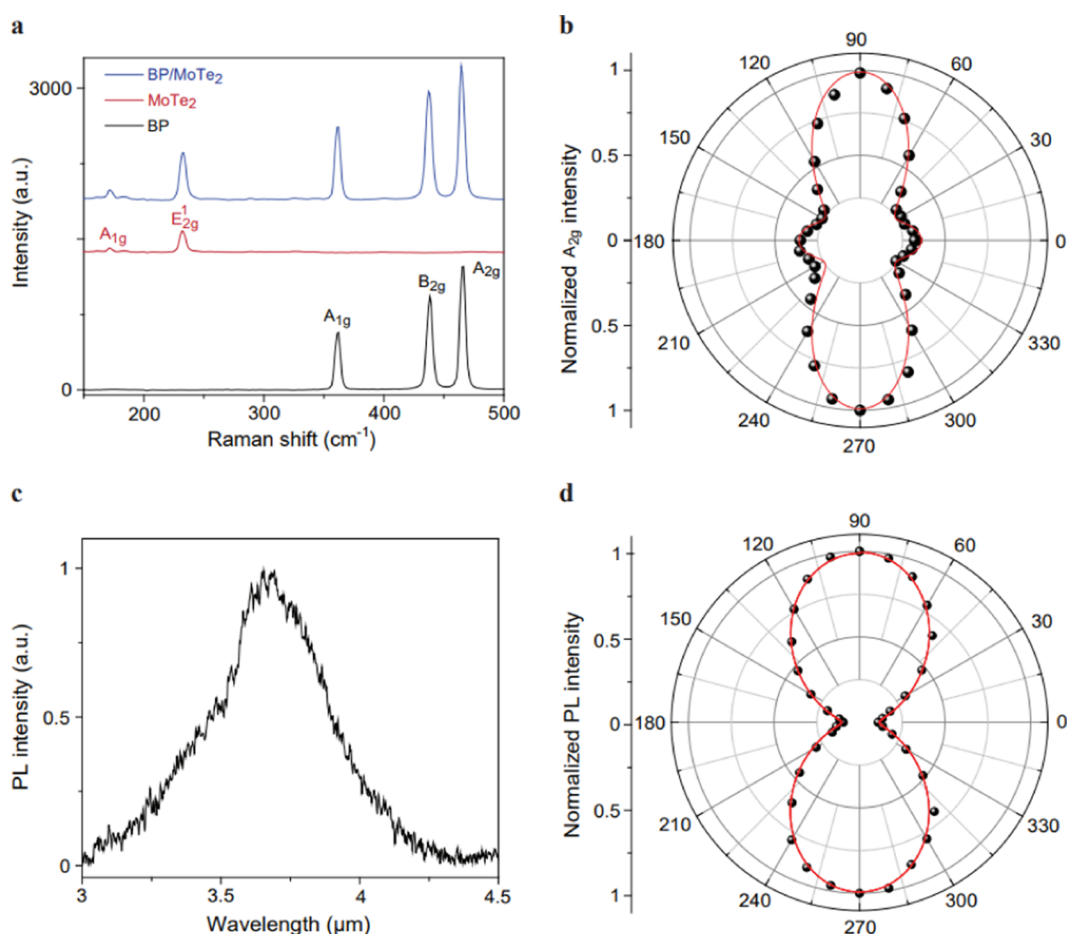 a
3000
0
Intensity (a.u.)
BP/MoTe₂
MoTe₂
BP
A₁g
E¹₂g
A₁g
B₂g
A₂g
200
300
400
500
Raman shift (cm⁻¹)
b
1
0.5
0
0.5
1
Normalized A₂g intensity
90
60
30
0
330
300
270
240
210
180
150
120
c
1
0.5
0
PL intensity (a.u.)
3
3.5
4
4.5
Wavelength (µm)
d
1
0.5
0
0.5
1
Normalized PL intensity
90
60
30
0
330
300
270
240
210
180
150
120